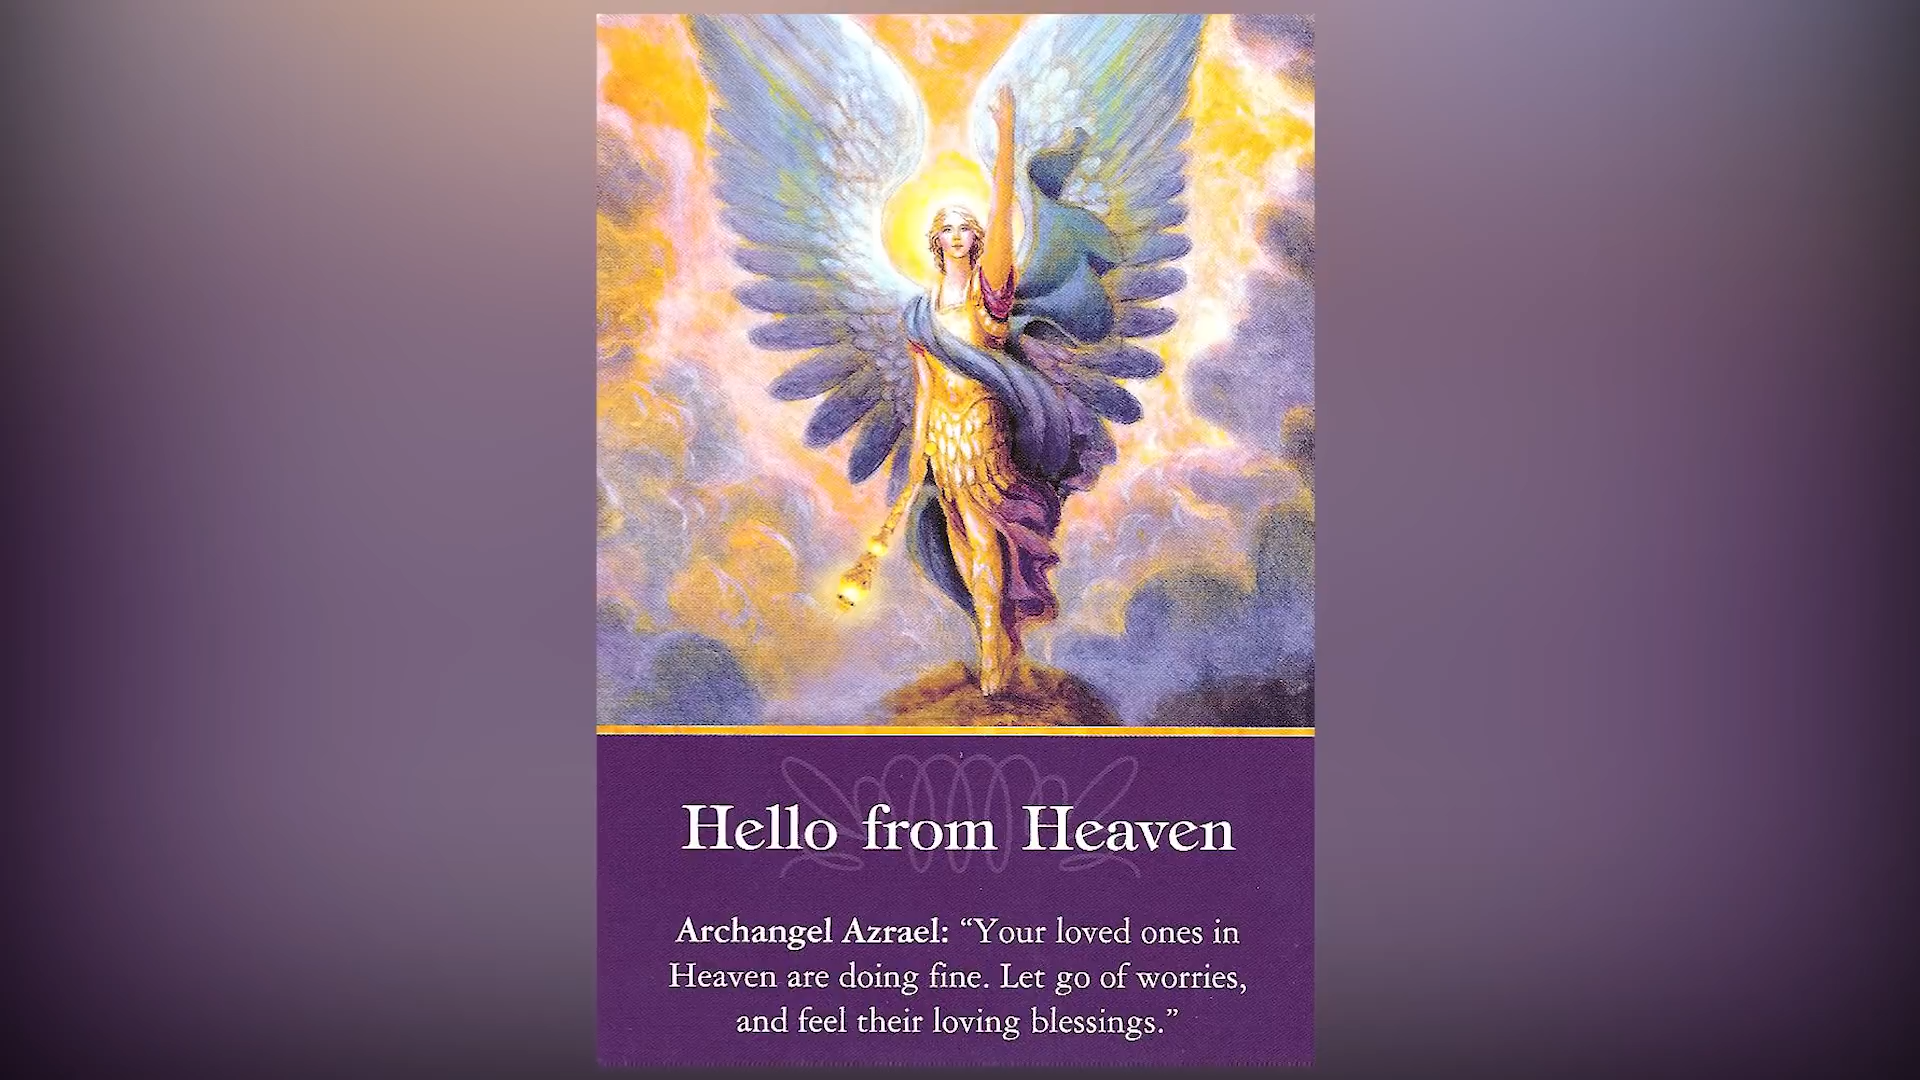 Hello from Heaven
Archangel Azrael: “Your loved ones in
Heaven are doing fine. Let go of worries,
and feel their loving blessings.”